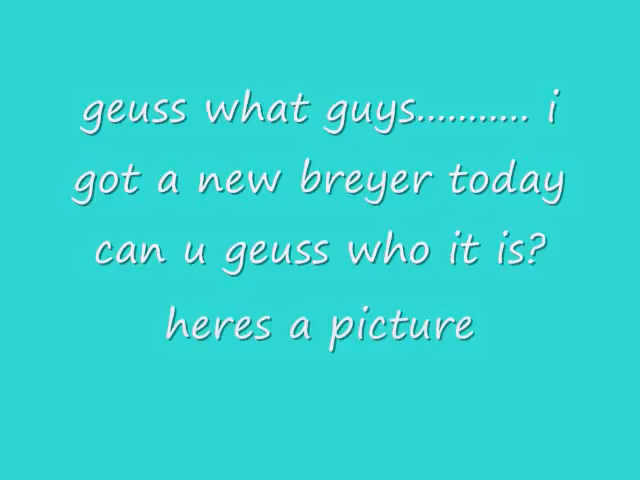 geuss what guys........... i
got a new breyer today
can u geuss who it is?
heres a picture